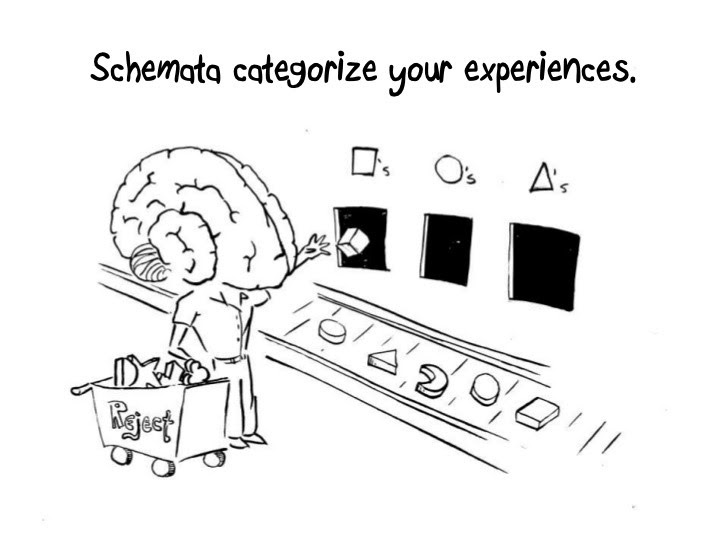 Schemata categorize your experiences.
□'s ○'s △'s
Reject